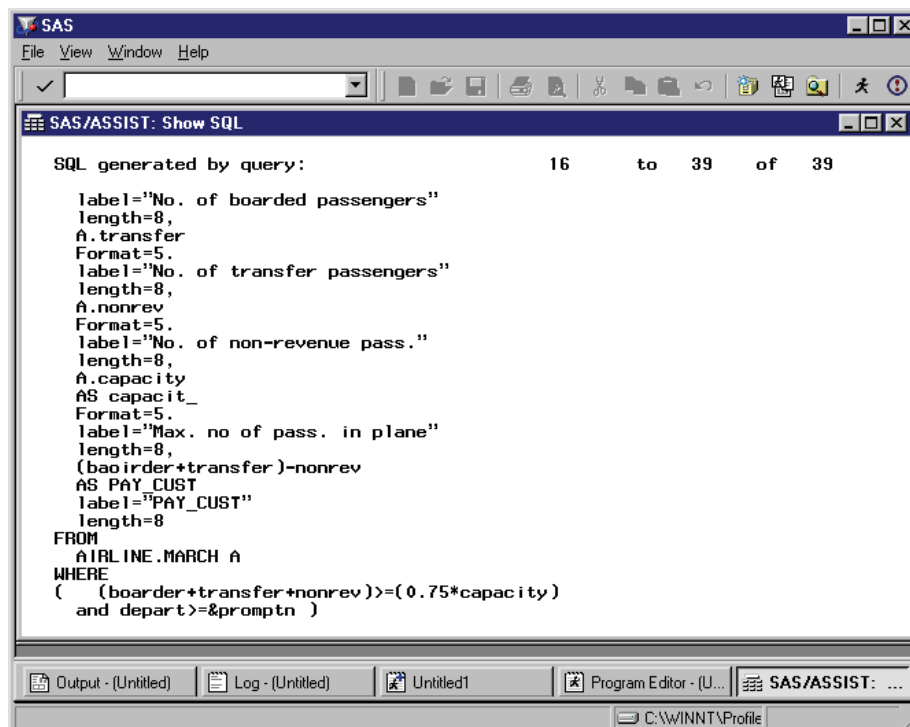 SAS
File View Window Help
SAS/ASSIST: Show SQL
SQL generated by query: 16 to 39 of 39
label="No. of boarded passengers"
length=8,
A.transfer
Format=5.
label="No. of transfer passengers"
length=8,
A.nonrev
Format=5.
label="No. of non-revenue pass."
length=8,
A.capacity
AS capacit_
Format=5.
label="Max. no of pass. in plane"
length=8,
(baoirder+transfer)-nonrev
AS PAY_CUST
label="PAY_CUST"
length=8
FROM
AIRLINE.MARCH A
WHERE
( (boarder+transfer+nonrev)>=(0.75*capacity)
and depart>=&promptn )
Output - (Untitled) Log - (Untitled) Untitled1 Program Editor - (U... SAS/ASSIST: ...
C:\WINNT\Profile